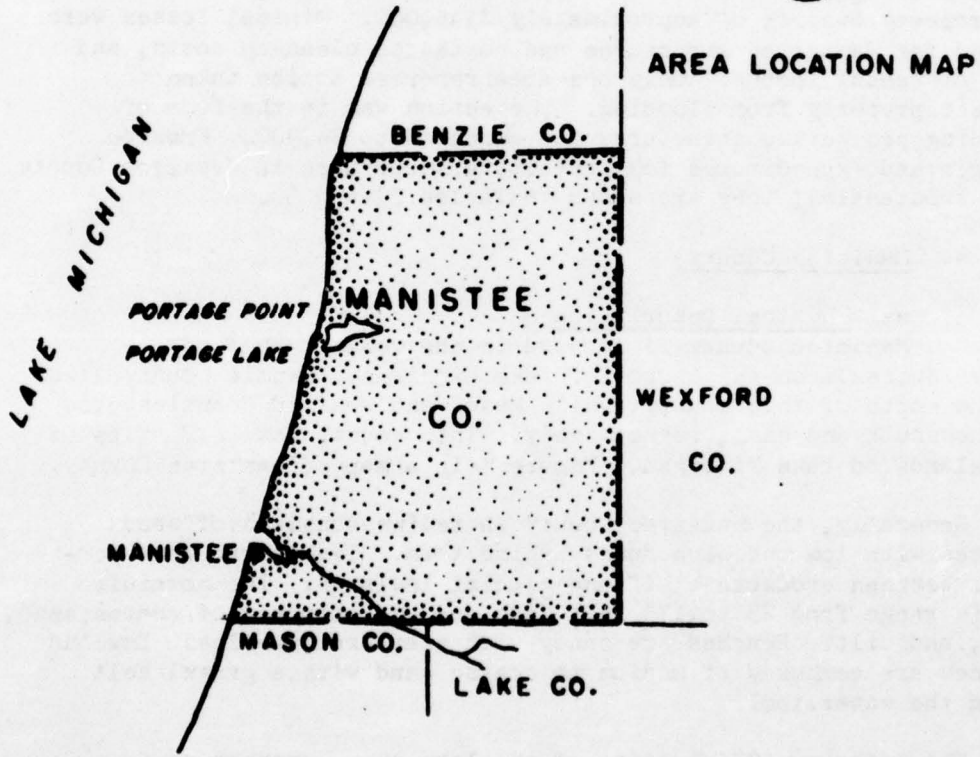 AREA LOCATION MAP
BENZIE CO.
LAKE MICHIGAN
MANISTEE
PORTAGE POINT
PORTAGE LAKE
WEXFORD
CO.
CO.
MANISTEE
MASON CO.
LAKE CO.